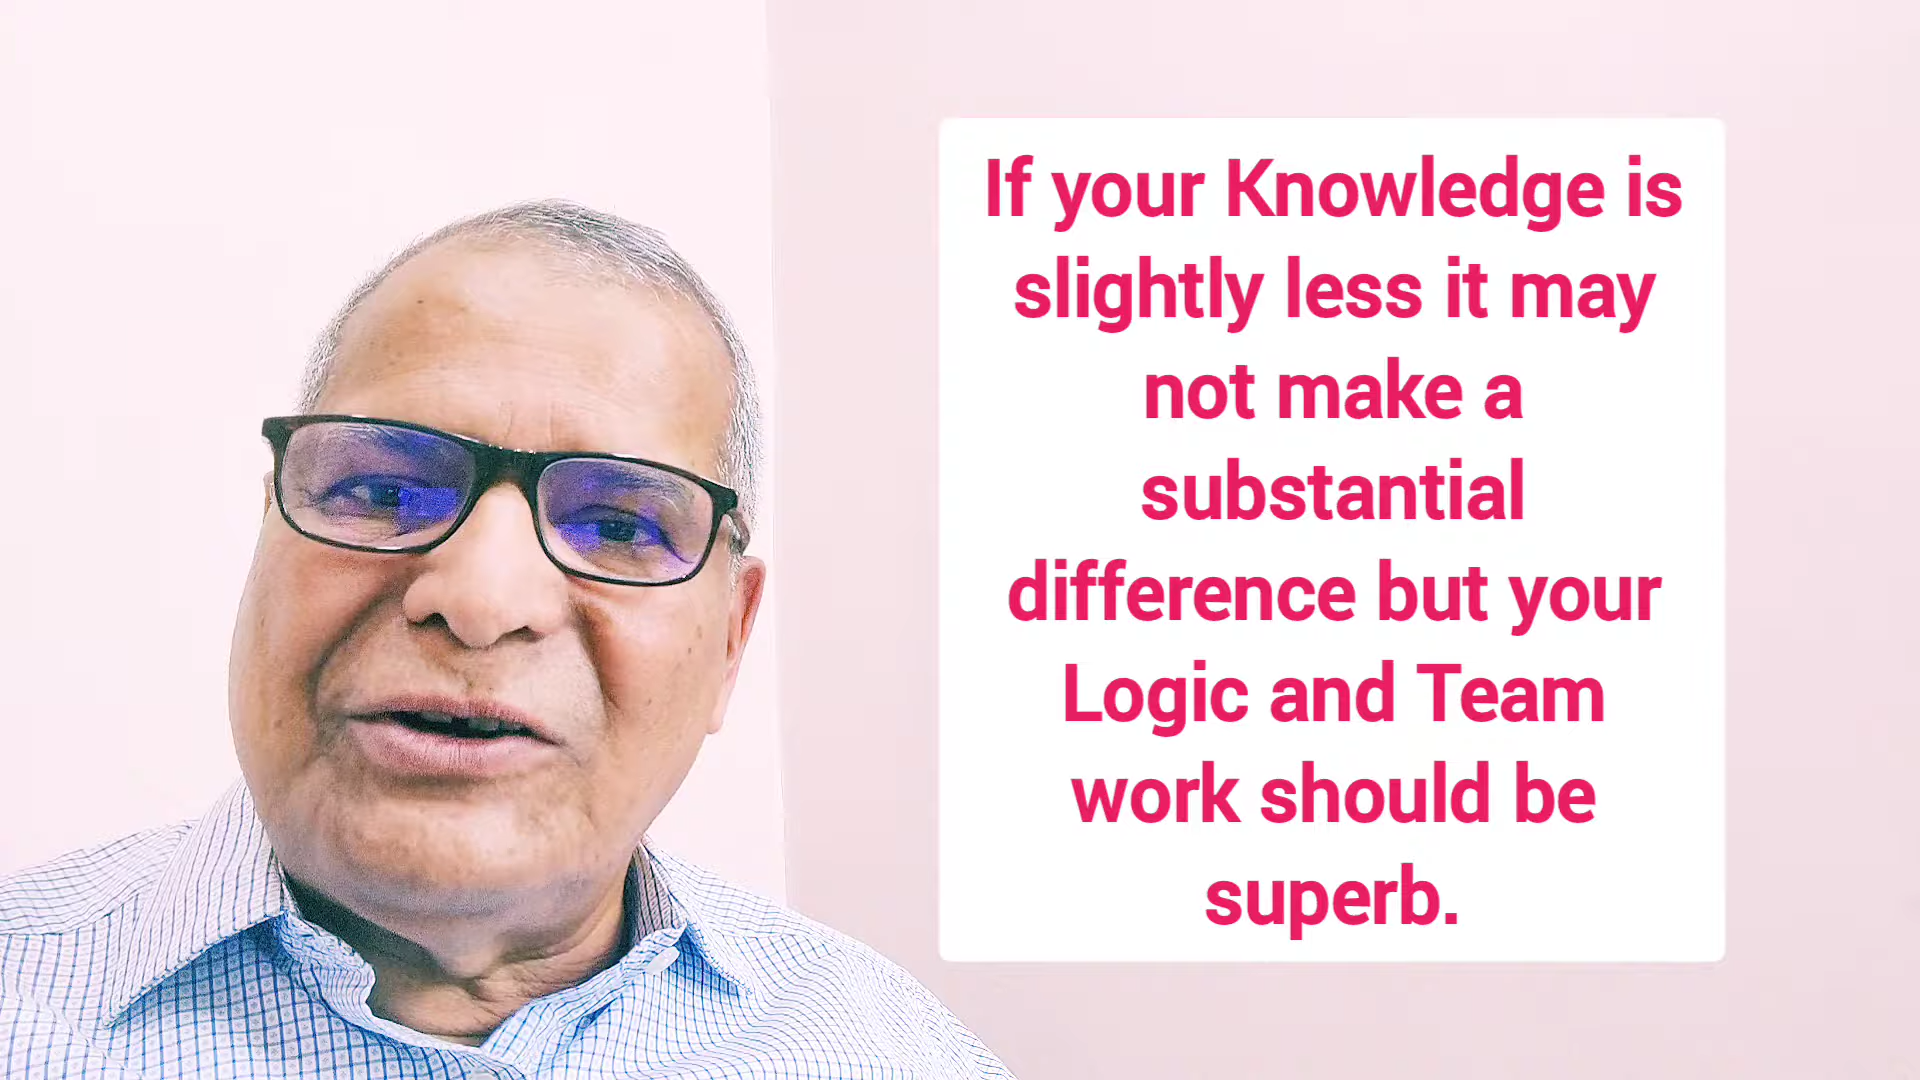 If your Knowledge is
slightly less it may
not make a
substantial
difference but your
Logic and Team
work should be
superb.